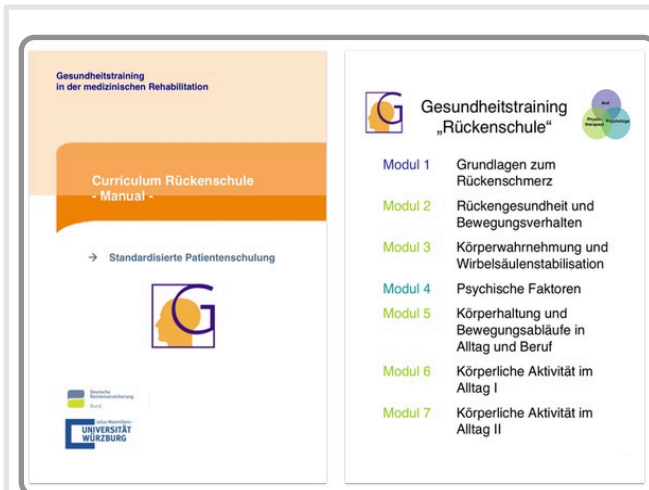 Gesundheitstraining
in der medizinischen Rehabilitation
Curriculum Rückenschule
- Manual -
→ Standardisierte Patientenschulung
G
Deutsche
Rentenversicherung
Bund
Julius-Maximilians-
UNIVERSITÄT
WÜRZBURG
G
Gesundheitstraining
„Rückenschule“
Arzt
Physio-
therapeut
Psychologe
Modul 1 Grundlagen zum
Rückenschmerz
Modul 2 Rückengesundheit und
Bewegungsverhalten
Modul 3 Körperwahrnehmung und
Wirbelsäulenstabilisation
Modul 4 Psychische Faktoren
Modul 5 Körperhaltung und
Bewegungsabläufe in
Alltag und Beruf
Modul 6 Körperliche Aktivität im
Alltag I
Modul 7 Körperliche Aktivität im
Alltag II